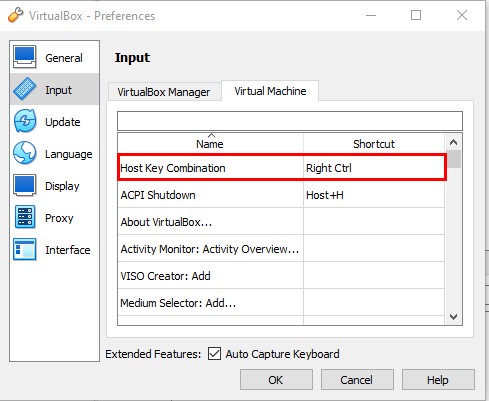 VirtualBox - Preferences
General
Input
Update
Language
Display
Proxy
Interface
Input
VirtualBox Manager
Virtual Machine
Name Shortcut
Host Key Combination Right Ctrl
ACPI Shutdown Host+H
About VirtualBox...
Activity Monitor: Activity Overview...
VISO Creator: Add
Medium Selector: Add...
Extended Features: Auto Capture Keyboard
OK Cancel Help